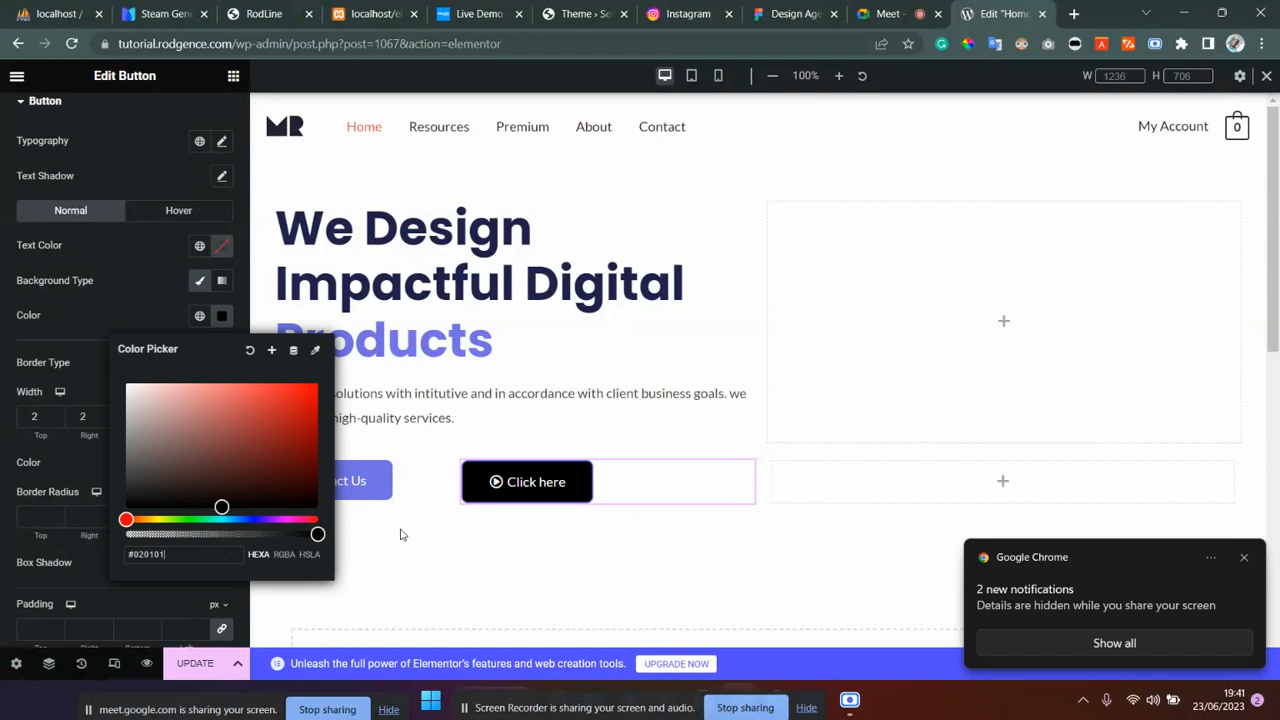 localhost /
Steam Gene
RodLine
localhost/e
Live Demo
Theme › Sel
Instagram
Design Age
Meet -
Edit "Home
tutorial.rodgence.com/wp-admin/post.php?post=1067&action=elementor
Edit Button
100%
W 1236 H 706
Button
Typography
Text Shadow
Normal Hover
Text Color
Background Type
Color
Border Type
Width
2 2
Top Right
Color
Border Radius
Top Right
Box Shadow
Padding px
UPDATE
Color Picker
#020101
HEXA RGBA HSLA
MR
Home Resources Premium About Contact
My Account 0
We Design
Impactful Digital
Products
solutions with intitutive and in accordance with client business goals. we
high-quality services.
ct Us
Click here
Unleash the full power of Elementor's features and web creation tools. UPGRADE NOW
Google Chrome
2 new notifications
Details are hidden while you share your screen
Show all
meet.google.com is sharing your screen. Stop sharing Hide
Screen Recorder is sharing your screen and audio. Stop sharing Hide
19:41
23/06/2023
2